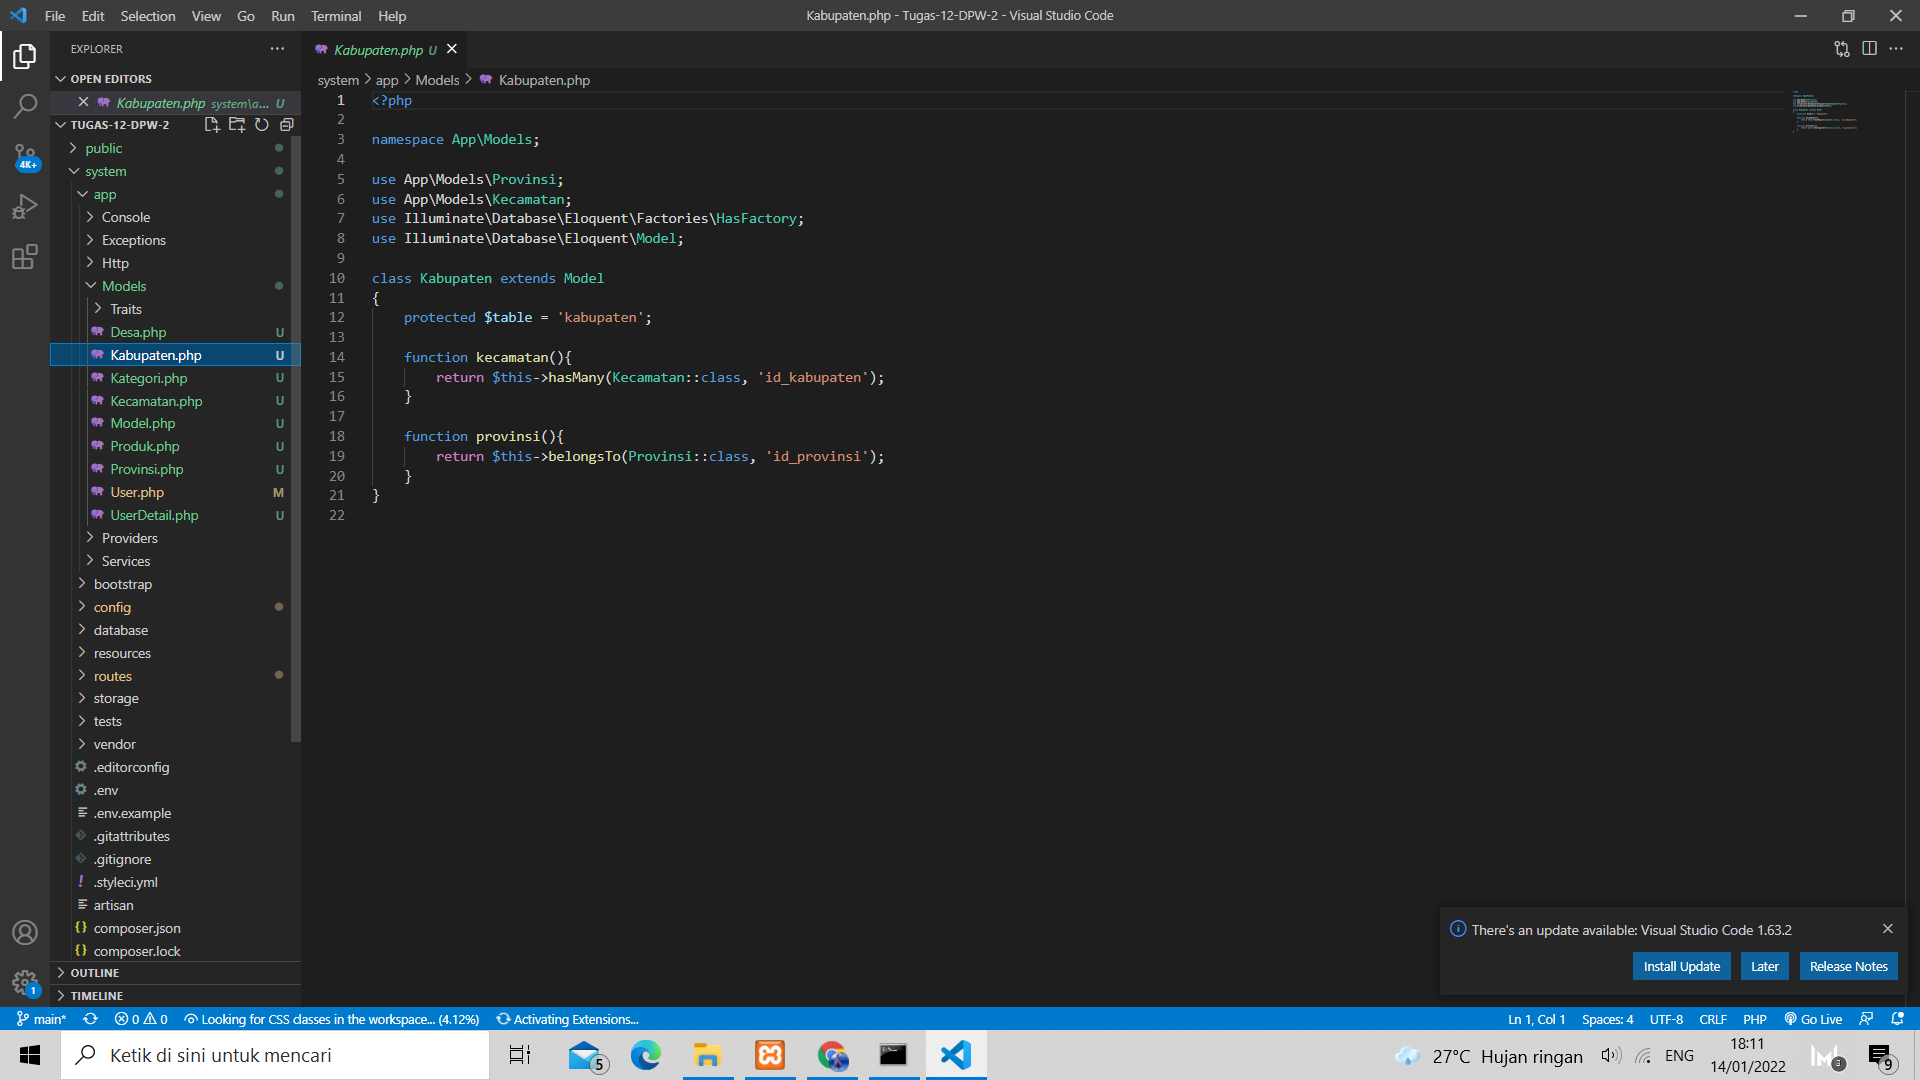 File Edit Selection View Go Run Terminal Help
Kabupaten.php - Tugas-12-DPW-2 - Visual Studio Code
EXPLORER
OPEN EDITORS
Kabupaten.php system\a... U
TUGAS-12-DPW-2
public
system
app
Console
Exceptions
Http
Models
Traits
Desa.php U
Kabupaten.php U
Kategori.php U
Kecamatan.php U
Model.php U
Produk.php U
Provinsi.php U
User.php M
UserDetail.php U
Providers
Services
bootstrap
config
database
resources
routes
storage
tests
vendor
.editorconfig
.env
.env.example
.gitattributes
.gitignore
.styleci.yml
artisan
composer.json
composer.lock
OUTLINE
TIMELINE
4K+
1
Kabupaten.php U
system > app > Models > Kabupaten.php
1 <?php
2
3 namespace App\Models;
4
5 use App\Models\Provinsi;
6 use App\Models\Kecamatan;
7 use Illuminate\Database\Eloquent\Factories\HasFactory;
8 use Illuminate\Database\Eloquent\Model;
9
10 class Kabupaten extends Model
11 {
12     protected $table = 'kabupaten';
13
14     function kecamatan(){
15         return $this->hasMany(Kecamatan::class, 'id_kabupaten');
16     }
17
18     function provinsi(){
19         return $this->belongsTo(Provinsi::class, 'id_provinsi');
20     }
21 }
22
There's an update available: Visual Studio Code 1.63.2
Install Update Later Release Notes
main* 0 0 Looking for CSS classes in the workspace... (4.12%) Activating Extensions...
Ln 1, Col 1 Spaces: 4 UTF-8 CRLF PHP Go Live
Ketik di sini untuk mencari
5
27°C Hujan ringan ENG
18:11
14/01/2022
3
9